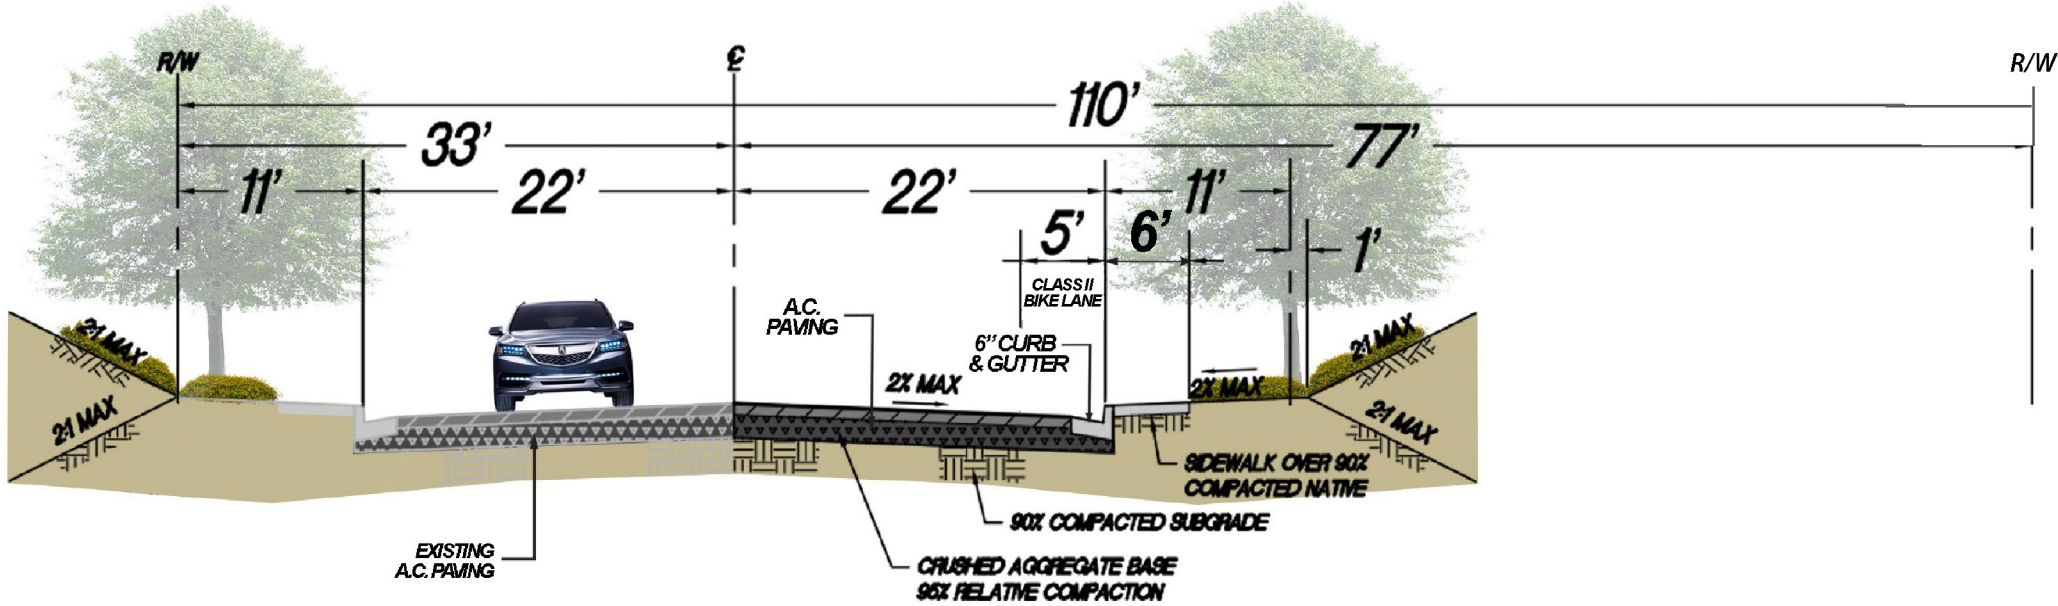 R/W
℄
R/W
110'
33'
77'
11'
22'
22'
11'
5'
6'
1'
CLASS II
BIKE LANE
A.C.
PAVING
6" CURB
& GUTTER
2:1 MAX
2:1 MAX
2% MAX
2% MAX
2:1 MAX
2:1 MAX
SIDEWALK OVER 90%
COMPACTED NATIVE
90% COMPACTED SUBGRADE
EXISTING
A.C. PAVING
CRUSHED AGGREGATE BASE
95% RELATIVE COMPACTION